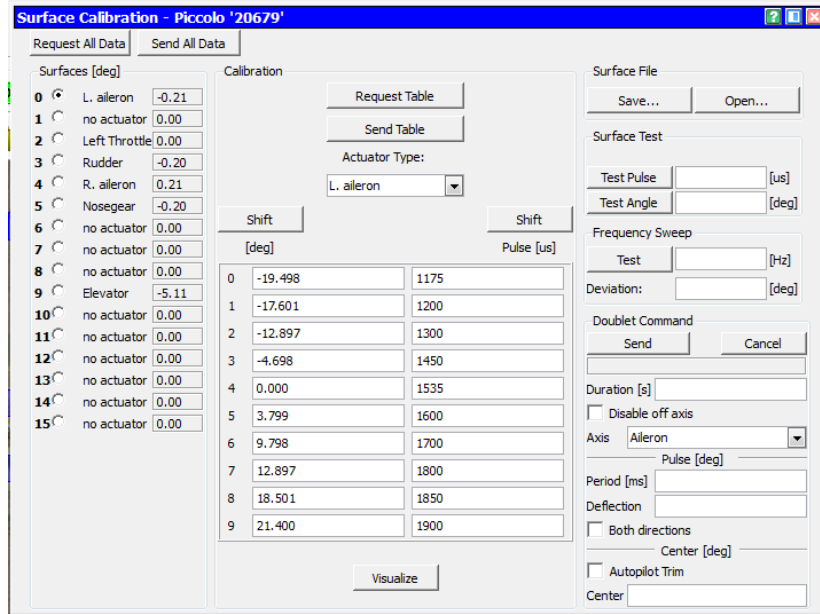 Surface Calibration - Piccolo '20679'
Request All Data Send All Data
Surfaces [deg]
0 L. aileron -0.21
1 no actuator 0.00
2 Left Throttle 0.00
3 Rudder -0.20
4 R. aileron 0.21
5 Nosegear -0.20
6 no actuator 0.00
7 no actuator 0.00
8 no actuator 0.00
9 Elevator -5.11
10 no actuator 0.00
11 no actuator 0.00
12 no actuator 0.00
13 no actuator 0.00
14 no actuator 0.00
15 no actuator 0.00
Calibration
Request Table
Send Table
Actuator Type:
L. aileron
Shift Shift
[deg] Pulse [us]
0 -19.498 1175
1 -17.601 1200
2 -12.897 1300
3 -4.698 1450
4 0.000 1535
5 3.799 1600
6 9.798 1700
7 12.897 1800
8 18.501 1850
9 21.400 1900
Visualize
Surface File
Save... Open...
Surface Test
Test Pulse [us]
Test Angle [deg]
Frequency Sweep
Test [Hz]
Deviation: [deg]
Doublet Command
Send Cancel
Duration [s]
Disable off axis
Axis Aileron
Pulse [deg]
Period [ms]
Deflection
Both directions
Center [deg]
Autopilot Trim
Center